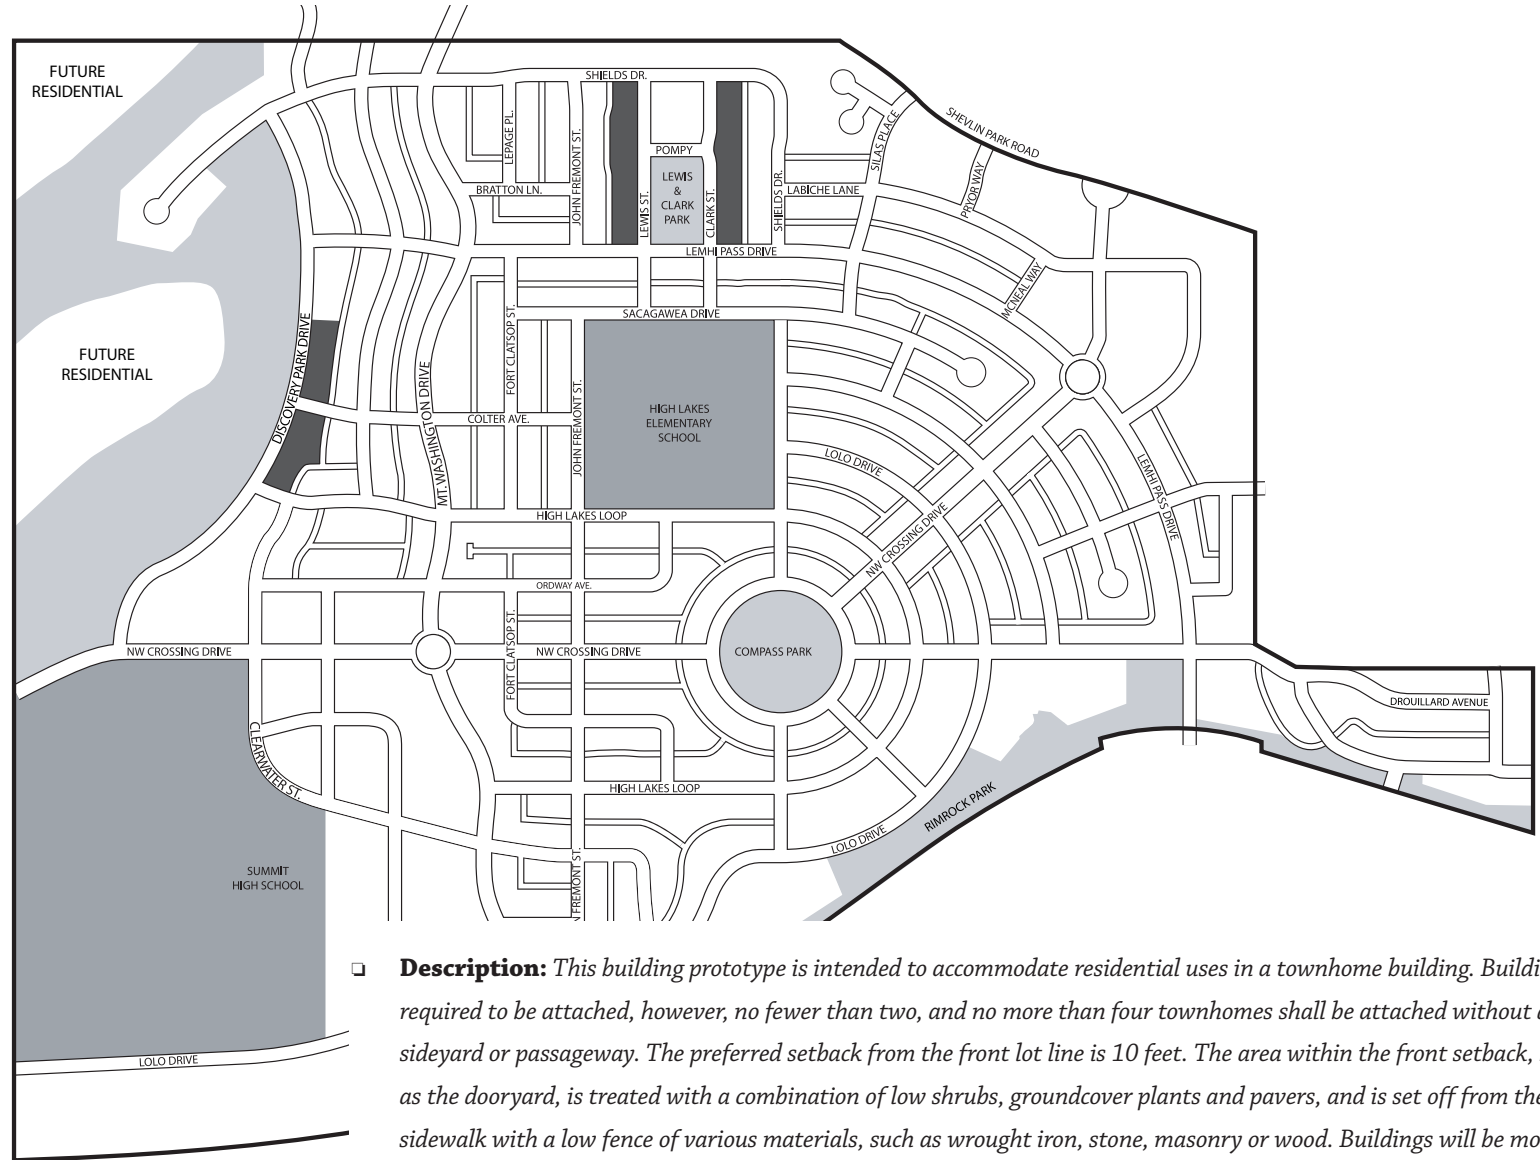 FUTURE
RESIDENTIAL
SHIELDS DR.
LEPAGE PL.
JOHN FREMONT ST.
SILAS PLACE
SHEVLIN PARK ROAD
POMPY
LEWIS
&
CLARK
PARK
BRATTON LN.
LEWIS ST.
CLARK ST.
SHIELDS DR.
LABICHE LANE
PRYOR WAY
LEMHI PASS DRIVE
MCNEAL WAY
SACAGAWEA DRIVE
FUTURE
RESIDENTIAL
DISCOVERY PARK DRIVE
MT. WASHINGTON DRIVE
FORT CLATSOP ST.
JOHN FREMONT ST.
COLTER AVE.
HIGH LAKES
ELEMENTARY
SCHOOL
LOLO DRIVE
LEMHI PASS DRIVE
NW CROSSING DRIVE
HIGH LAKES LOOP
ORDWAY AVE.
FORT CLATSOP ST.
NW CROSSING DRIVE
NW CROSSING DRIVE
COMPASS PARK
DROUILLARD AVENUE
CLEARWATER ST.
HIGH LAKES LOOP
RIMROCK PARK
LOLO DRIVE
N FREMONT ST.
SUMMIT
HIGH SCHOOL
LOLO DRIVE
❏ Description: This building prototype is intended to accommodate residential uses in a townhome building. Buildi
required to be attached, however, no fewer than two, and no more than four townhomes shall be attached without
sideyard or passageway. The preferred setback from the front lot line is 10 feet. The area within the front setback,
as the dooryard, is treated with a combination of low shrubs, groundcover plants and pavers, and is set off from the
sidewalk with a low fence of various materials, such as wrought iron, stone, masonry or wood. Buildings will be mo